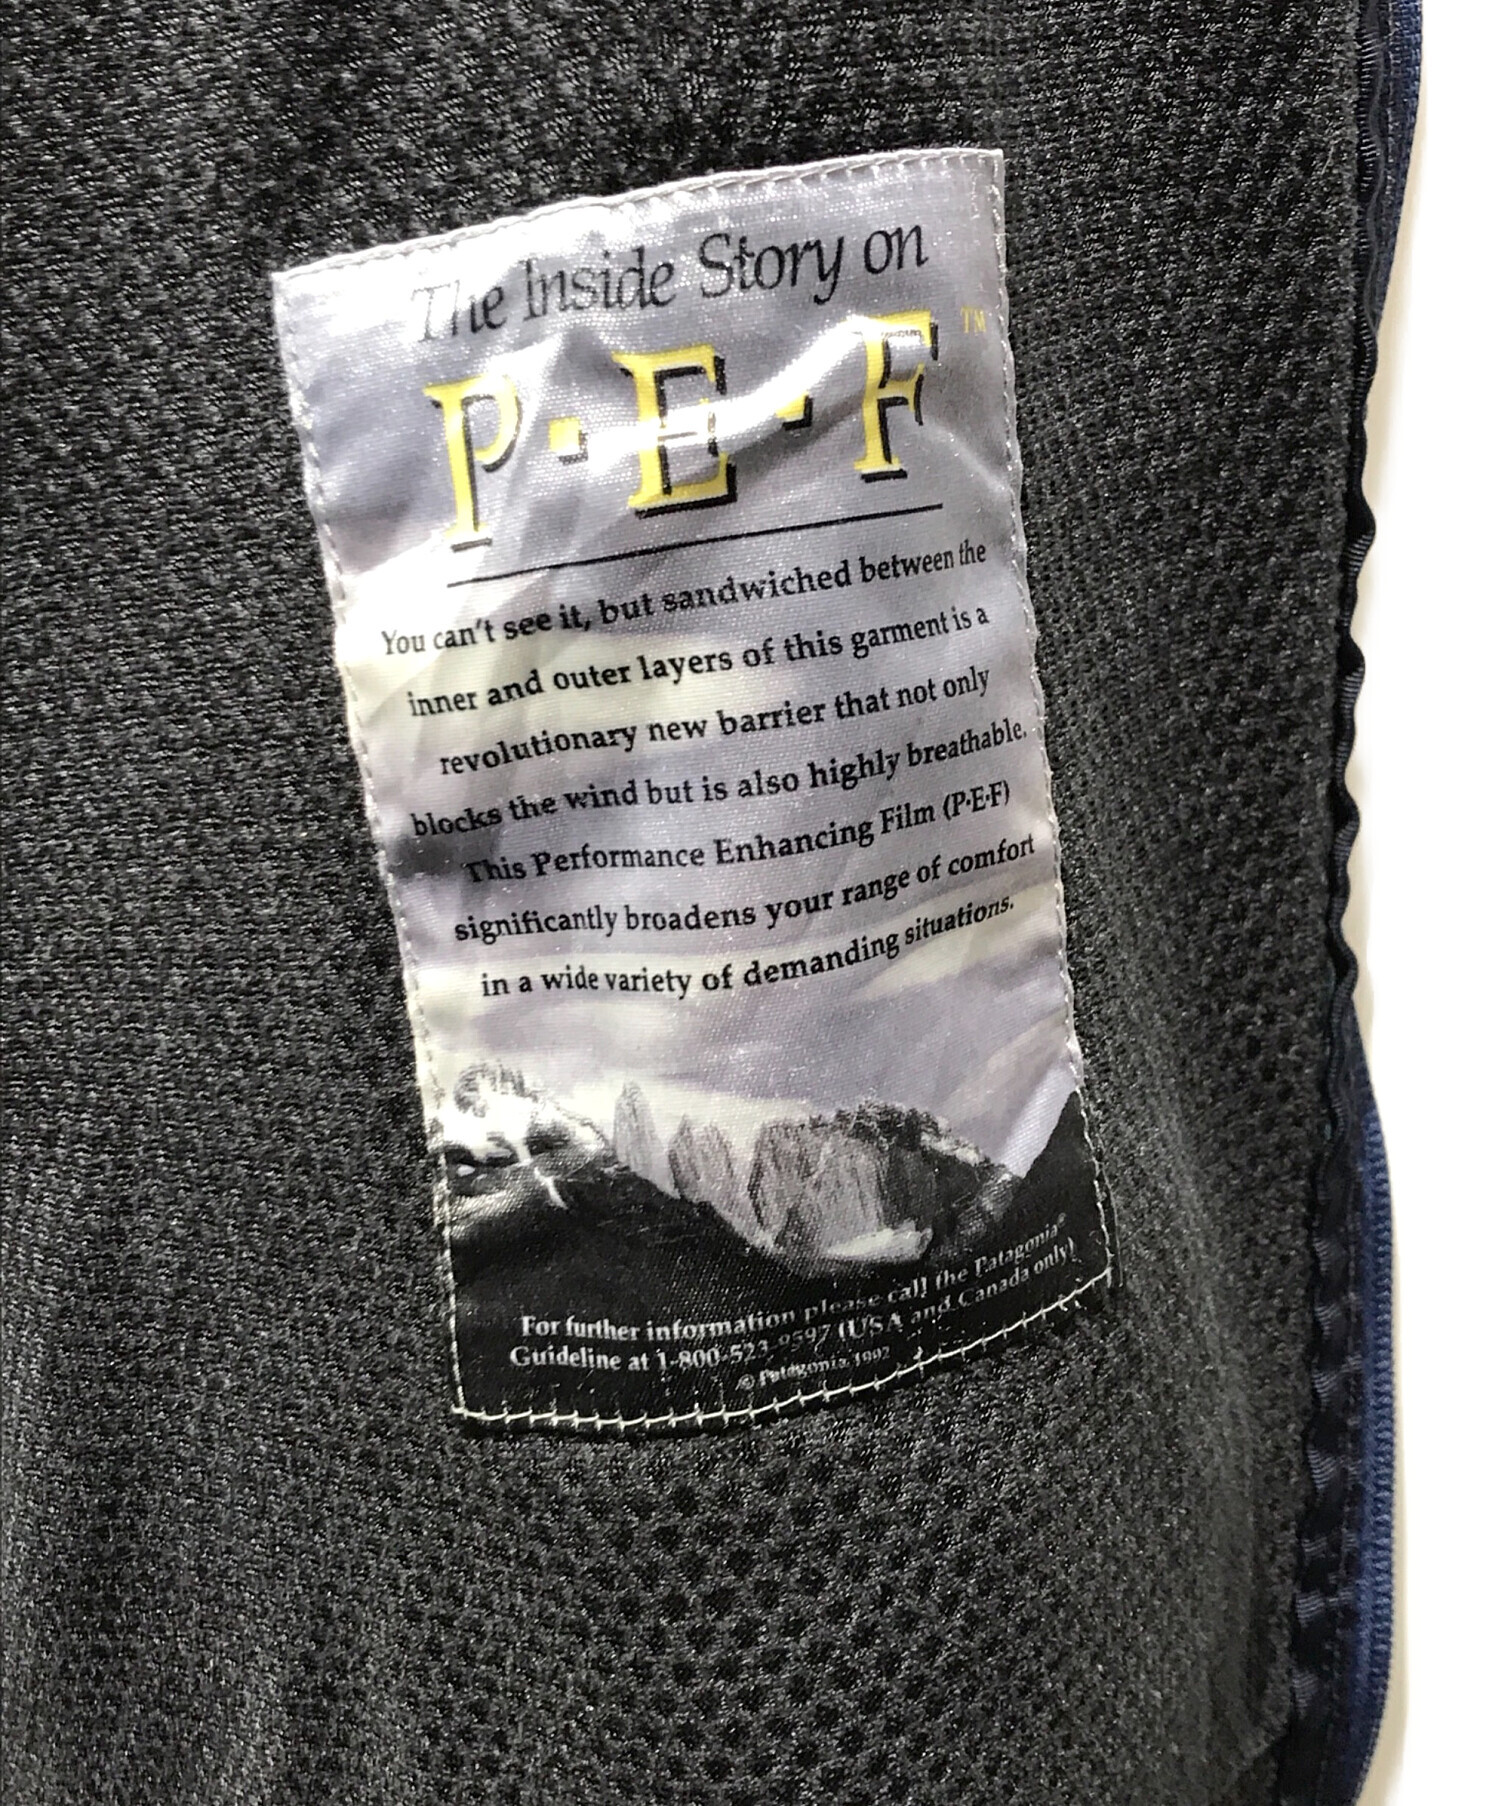 The Inside Story on
P·E·F™
You can't see it, but sandwiched between the
inner and outer layers of this garment is a
revolutionary new barrier that not only
blocks the wind but is also highly breathable.
This Performance Enhancing Film (P·E·F)
significantly broadens your range of comfort
in a wide variety of demanding situations.
For further information please call the Patagonia®
Guideline at 1-800-523-9597 (USA and Canada only)
© Patagonia 1992